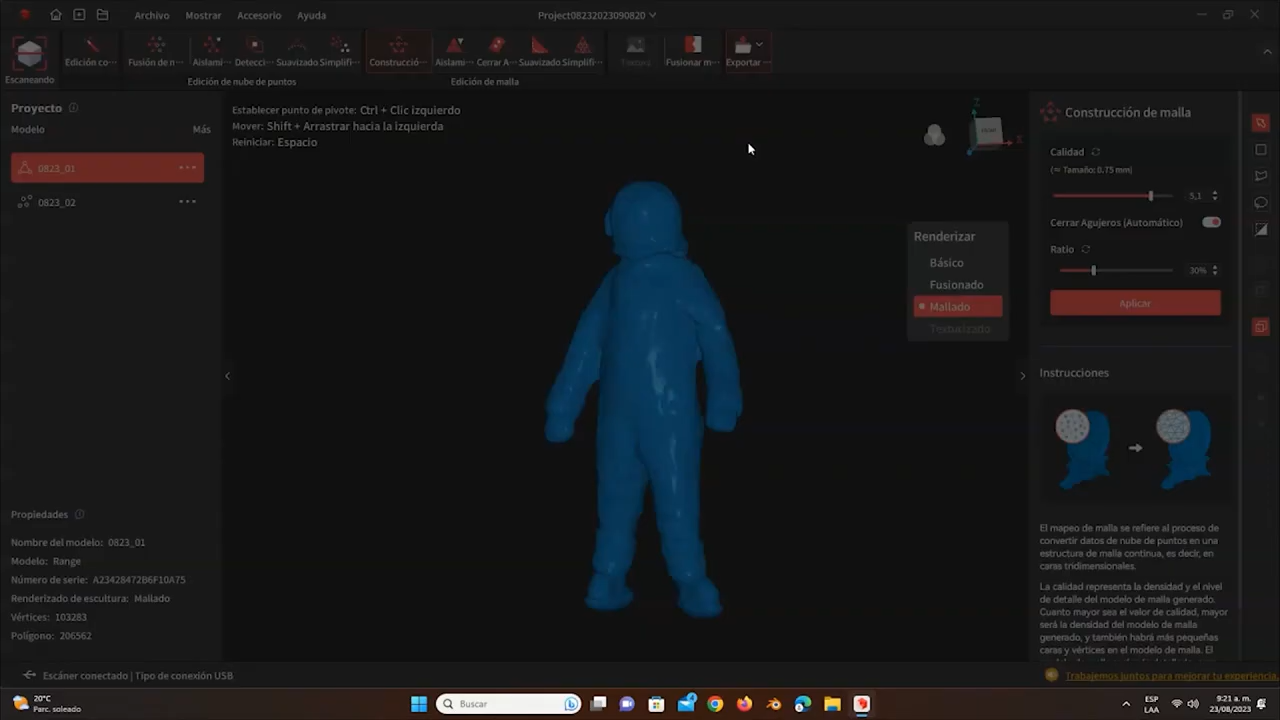 Archivo Mostrar Accesorio Ayuda
Project08232023090820
Escaneando
Edición co···
Fusión de n···
Aislami···
Detecci···
Suavizado
Simplifi···
Construcció···
Aislami···
Cerrar A···
Suavizado
Simplifi···
Textura
Fusionar m···
Exportar ···
Edición de nube de puntos
Edición de malla
Proyecto
Modelo Más
0823_01
0823_02
Establecer punto de pivote: Ctrl + Clic izquierdo
Mover: Shift + Arrastrar hacia la izquierda
Reiniciar: Espacio
Z
X
Renderizar
Básico
Fusionado
Mallado
Texturizado
Construcción de malla
Calidad
(≈ Tamaño: 0.75 mm)
5,1
Cerrar Agujeros (Automático)
Ratio
30%
Aplicar
Instrucciones
El mapeo de malla se refiere al proceso de
convertir datos de nube de puntos en una
estructura de malla continua, es decir, en
caras tridimensionales.
La calidad representa la densidad y el nivel
de detalle del modelo de malla generado.
Cuanto mayor sea el valor de calidad, mayor
será la densidad del modelo de malla
generado, y también habrá más pequeñas
caras y vértices en el modelo de malla. El
Propiedades
Nombre del modelo: 0823_01
Modelo: Range
Número de serie: A23428472B6F10A75
Renderizado de escultura: Mallado
Vértices: 103283
Polígono: 206562
Escáner conectado | Tipo de conexión USB
Trabajemos juntos para mejorar tu experiencia.
20°C
Parc. soleado
Buscar
ESP
LAA
9:21 a. m.
23/08/2023